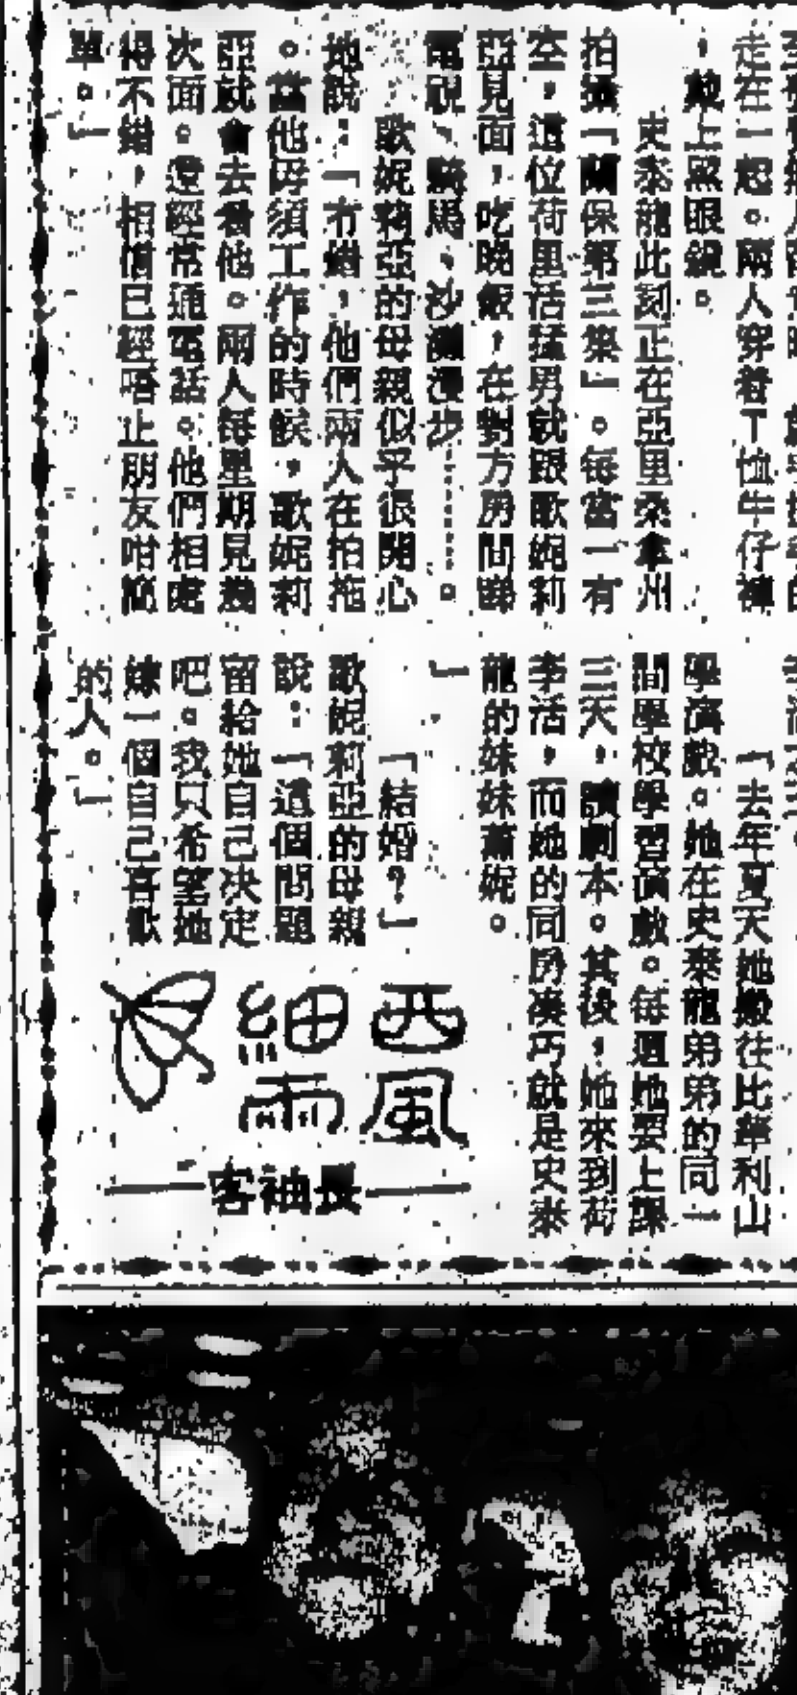 走在一起。兩人穿着T恤牛仔褲
，戴上黑眼鏡。
史泰龍此刻正在亞里桑拿州
拍攝「蘭保第三集」。每當一有
空，這位荷里活猛男就跟歌妮莉
亞見面，吃晚飯，在對方房間睇
電視、騎馬、沙灘漫步………。
歌妮莉亞的母親似乎很開心
地說：「冇錯，他們兩人在拍拖
。當他毋須工作的時候，歌妮莉
亞就會去看他。兩人每星期見幾
次面。還經常通電話。他們相處
得不錯，相信已經唔止朋友咁簡
單。」
「去年夏天她搬往比華利山
學演戲。她在史泰龍弟弟的同一
間學校學習演戲。每週她要上課
三天，讀劇本。其後，她來到荷
李活，而她的同房湊巧就是史泰
龍的妹妹蕭妮。
」
「結婚？」
歌妮莉亞的母親
說：「這個問題
留給她自己決定
吧。我只希望她
嫁一個自己喜歡
的人。」
西風
細雨
長袖客